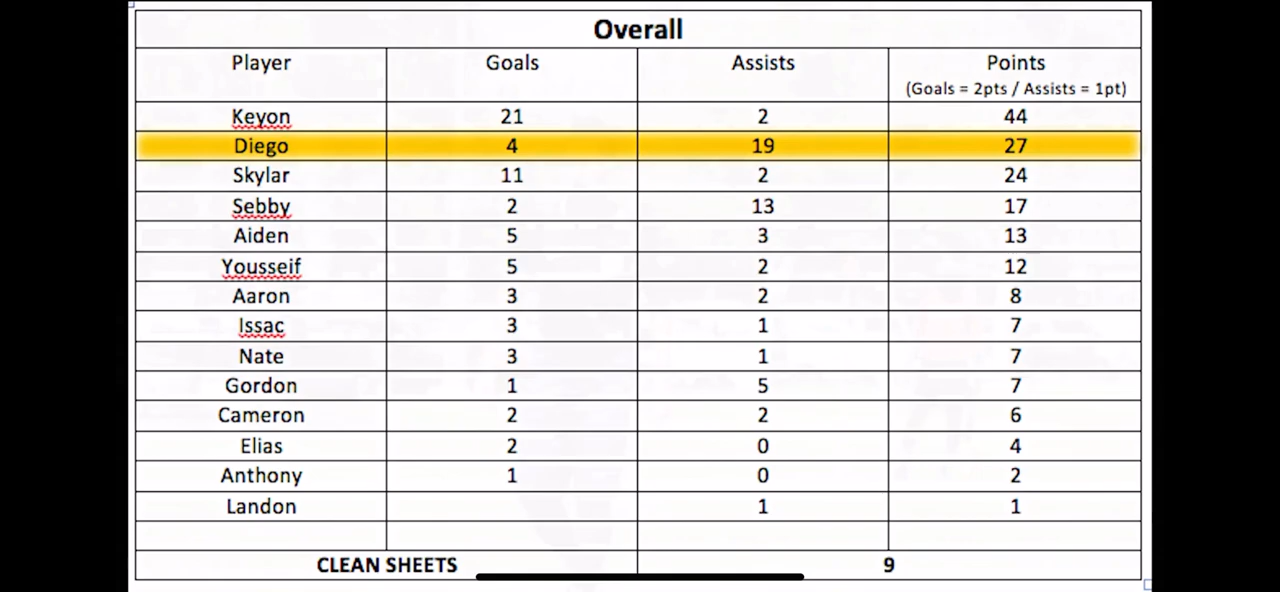 Overall
Player Goals Assists Points
(Goals = 2pts / Assists = 1pt)
Keyon 21 2 44
Diego 4 19 27
Skylar 11 2 24
Sebby 2 13 17
Aiden 5 3 13
Yousseif 5 2 12
Aaron 3 2 8
Issac 3 1 7
Nate 3 1 7
Gordon 1 5 7
Cameron 2 2 6
Elias 2 0 4
Anthony 1 0 2
Landon 1 1
CLEAN SHEETS 9